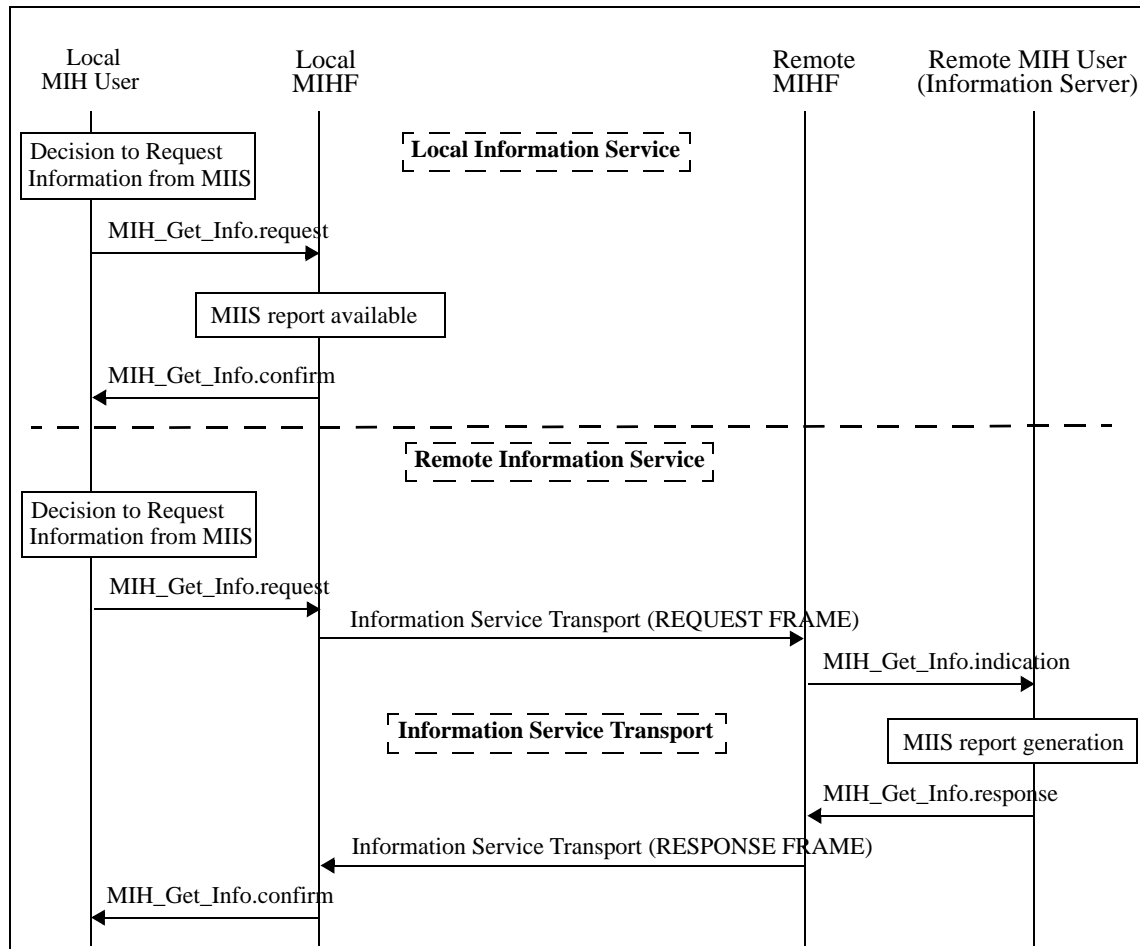 Local
MIH User
Local
MIHF
Remote
MIHF
Remote MIH User
(Information Server)
Local Information Service
Decision to Request
Information from MIIS
MIH_Get_Info.request
MIIS report available
MIH_Get_Info.confirm
Remote Information Service
Decision to Request
Information from MIIS
MIH_Get_Info.request
Information Service Transport (REQUEST FRAME)
MIH_Get_Info.indication
Information Service Transport
MIIS report generation
MIH_Get_Info.response
Information Service Transport (RESPONSE FRAME)
MIH_Get_Info.confirm